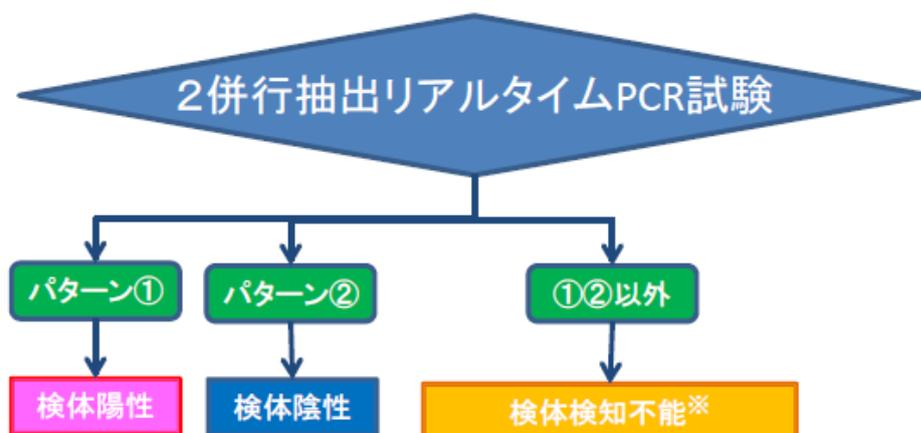 2併行抽出リアルタイムPCR試験
パターン①
パターン②
①②以外
検体陽性
検体陰性
検体検知不能※